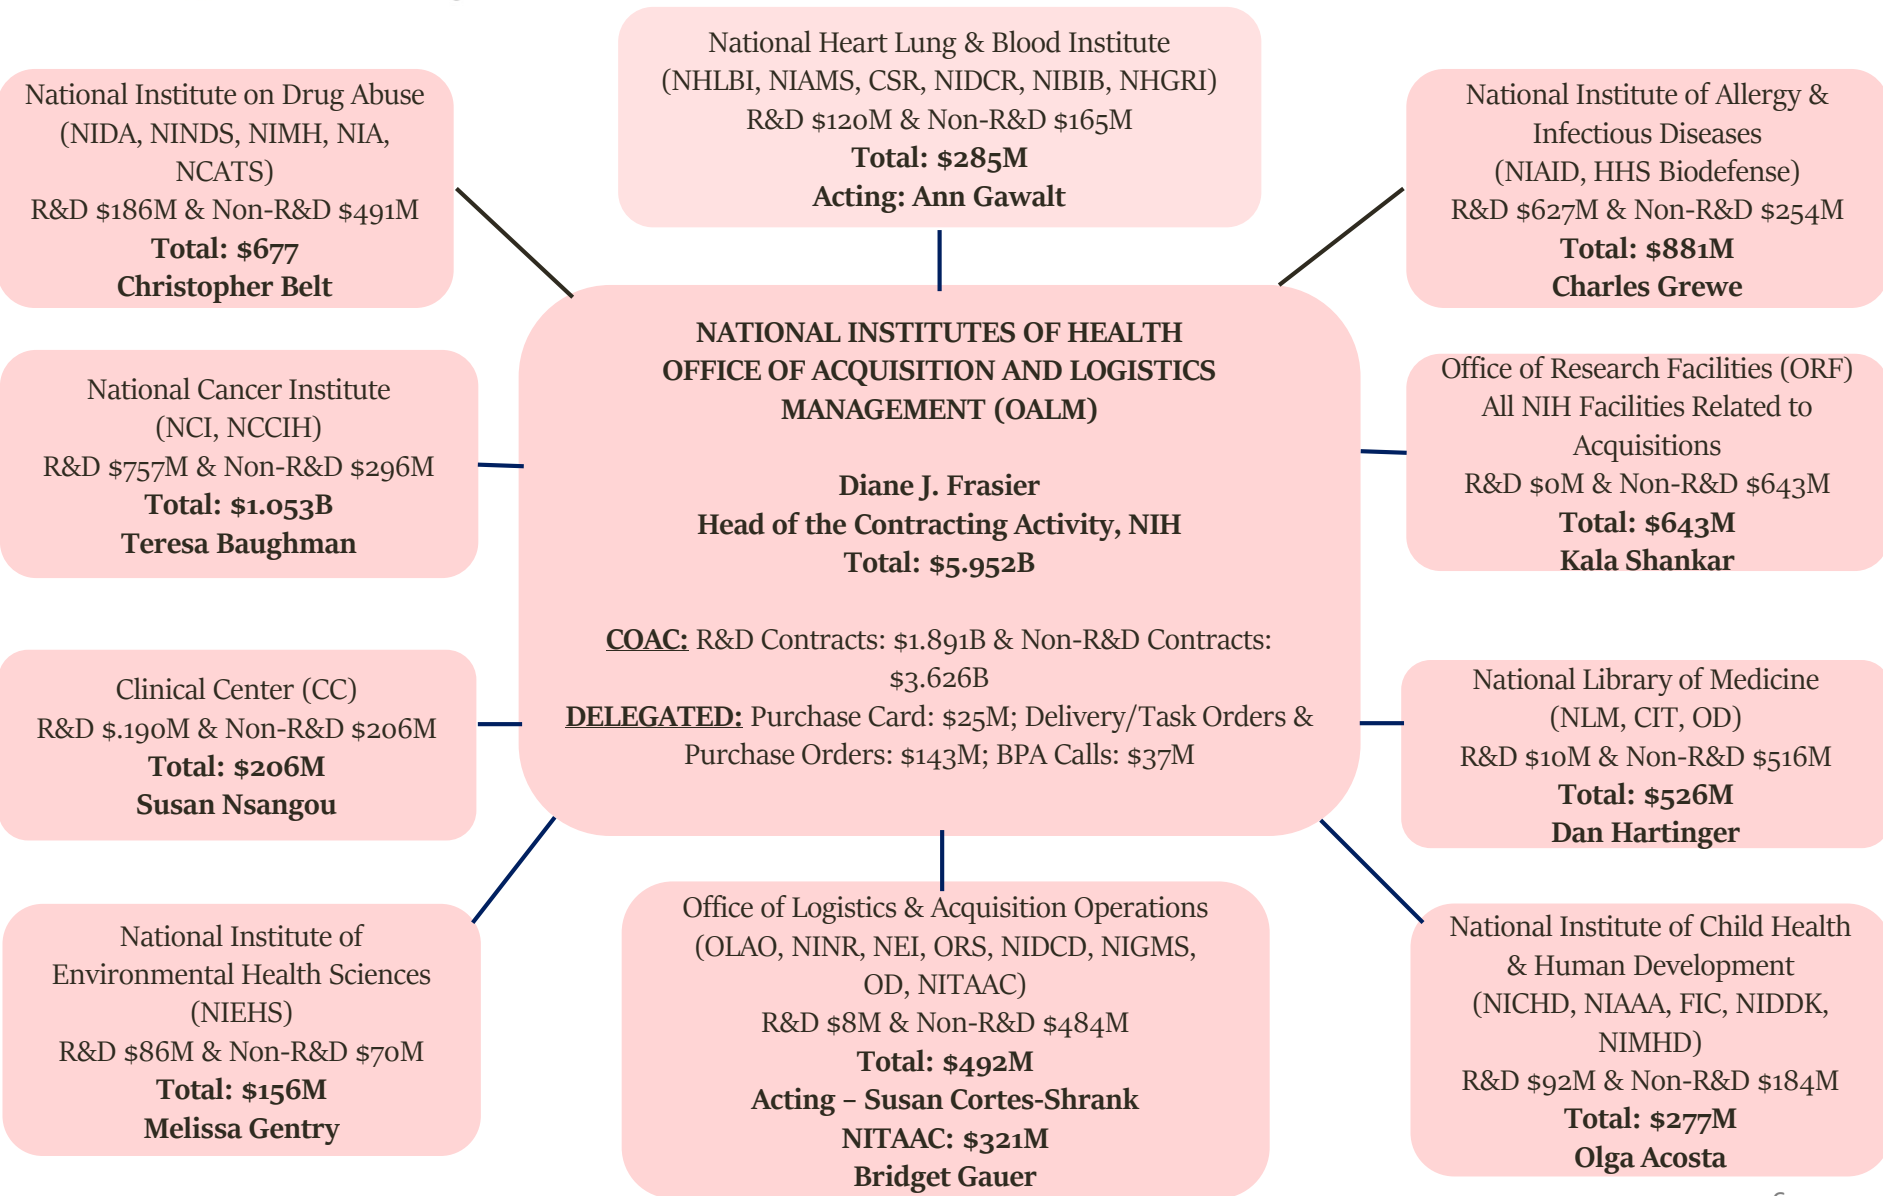 National Heart Lung & Blood Institute
(NHLBI, NIAMS, CSR, NIDCR, NIBIB, NHGRI)
R&D $120M & Non-R&D $165M
Total: $285M
Acting: Ann Gawalt
National Institute on Drug Abuse
(NIDA, NINDS, NIMH, NIA,
NCATS)
R&D $186M & Non-R&D $491M
Total: $677
Christopher Belt
National Institute of Allergy &
Infectious Diseases
(NIAID, HHS Biodefense)
R&D $627M & Non-R&D $254M
Total: $881M
Charles Grewe
NATIONAL INSTITUTES OF HEALTH
OFFICE OF ACQUISITION AND LOGISTICS
MANAGEMENT (OALM)
Diane J. Frasier
Head of the Contracting Activity, NIH
Total: $5.952B
COAC: R&D Contracts: $1.891B & Non-R&D Contracts:
$3.626B
DELEGATED: Purchase Card: $25M; Delivery/Task Orders &
Purchase Orders: $143M; BPA Calls: $37M
National Cancer Institute
(NCI, NCCIH)
R&D $757M & Non-R&D $296M
Total: $1.053B
Teresa Baughman
Office of Research Facilities (ORF)
All NIH Facilities Related to
Acquisitions
R&D $0M & Non-R&D $643M
Total: $643M
Kala Shankar
Clinical Center (CC)
R&D $.190M & Non-R&D $206M
Total: $206M
Susan Nsangou
National Library of Medicine
(NLM, CIT, OD)
R&D $10M & Non-R&D $516M
Total: $526M
Dan Hartinger
National Institute of
Environmental Health Sciences
(NIEHS)
R&D $86M & Non-R&D $70M
Total: $156M
Melissa Gentry
Office of Logistics & Acquisition Operations
(OLAO, NINR, NEI, ORS, NIDCD, NIGMS,
OD, NITAAC)
R&D $8M & Non-R&D $484M
Total: $492M
Acting – Susan Cortes-Shrank
NITAAC: $321M
Bridget Gauer
National Institute of Child Health
& Human Development
(NICHD, NIAAA, FIC, NIDDK,
NIMHD)
R&D $92M & Non-R&D $184M
Total: $277M
Olga Acosta